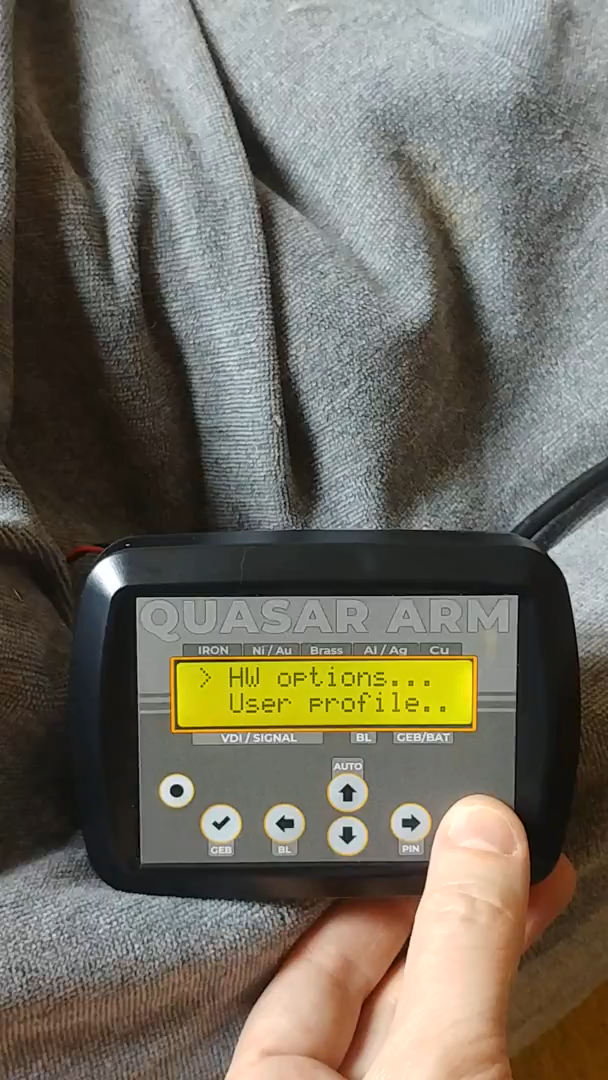 QUASAR ARM
IRON Ni / Au Brass Al / Ag Cu
> HW options...
User profile..
VDI / SIGNAL BL GEB/BAT
AUTO
GEB BL PIN